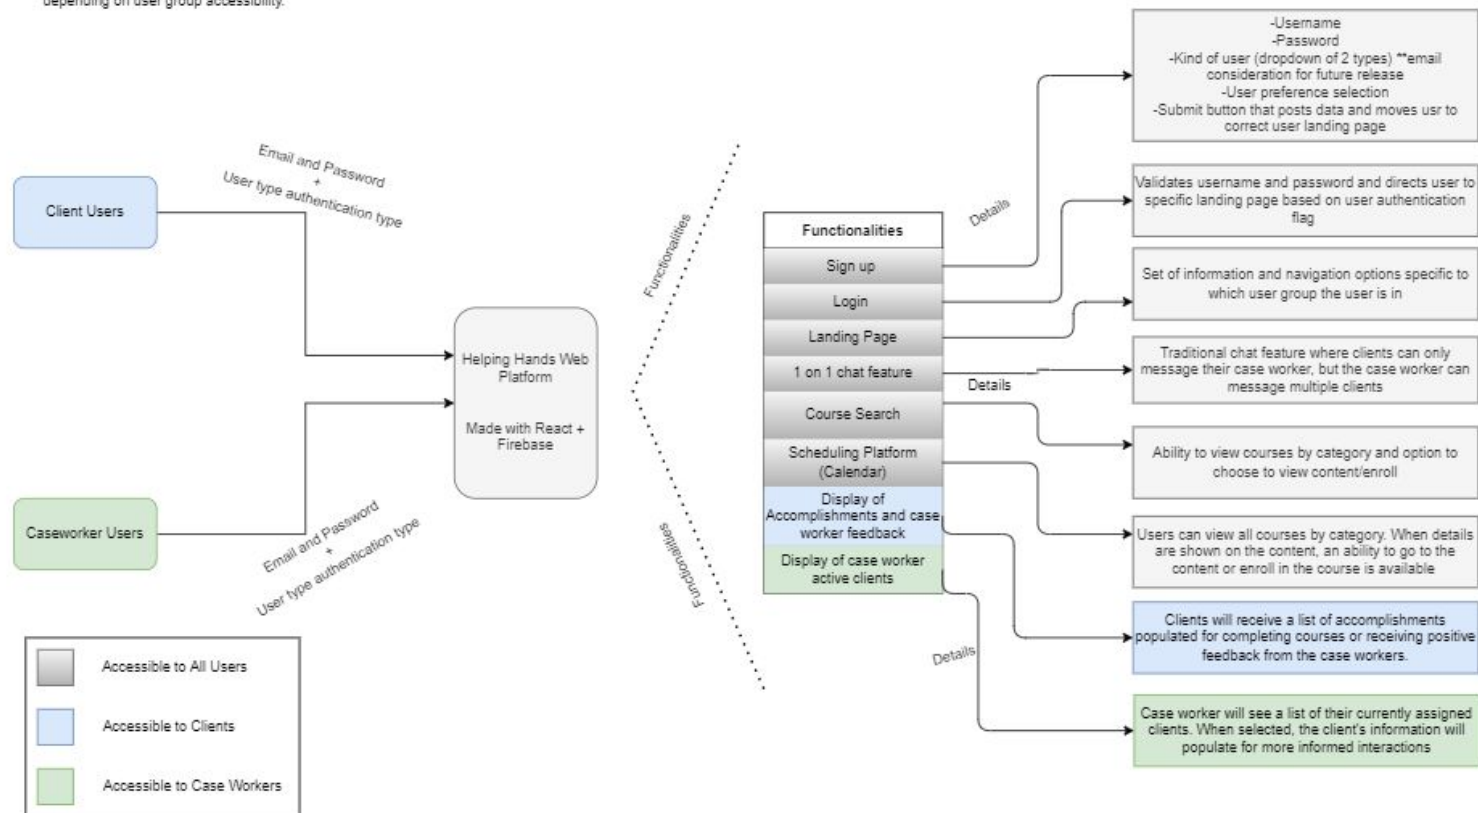 depending on user group accessibility.
Client Users
Email and Password
+
User type authentication type
Caseworker Users
Email and Password
+
User type authentication type
Helping Hands Web
Platform
Made with React +
Firebase
Functionalities
Functionalities
Functionalities
Sign up
Login
Landing Page
1 on 1 chat feature
Course Search
Scheduling Platform
(Calendar)
Display of
Accomplishments and case
worker feedback
Display of case worker
active clients
Details
Details
Details
-Username
-Password
-Kind of user (dropdown of 2 types) **email
consideration for future release
-User preference selection
-Submit button that posts data and moves usr to
correct user landing page
Validates username and password and directs user to
specific landing page based on user authentication
flag
Set of information and navigation options specific to
which user group the user is in
Traditional chat feature where clients can only
message their case worker, but the case worker can
message multiple clients
Ability to view courses by category and option to
choose to view content/enroll
Users can view all courses by category. When details
are shown on the content, an ability to go to the
content or enroll in the course is available
Clients will receive a list of accomplishments
populated for completing courses or receiving positive
feedback from the case workers.
Case worker will see a list of their currently assigned
clients. When selected, the client's information will
populate for more informed interactions
Accessible to All Users
Accessible to Clients
Accessible to Case Workers